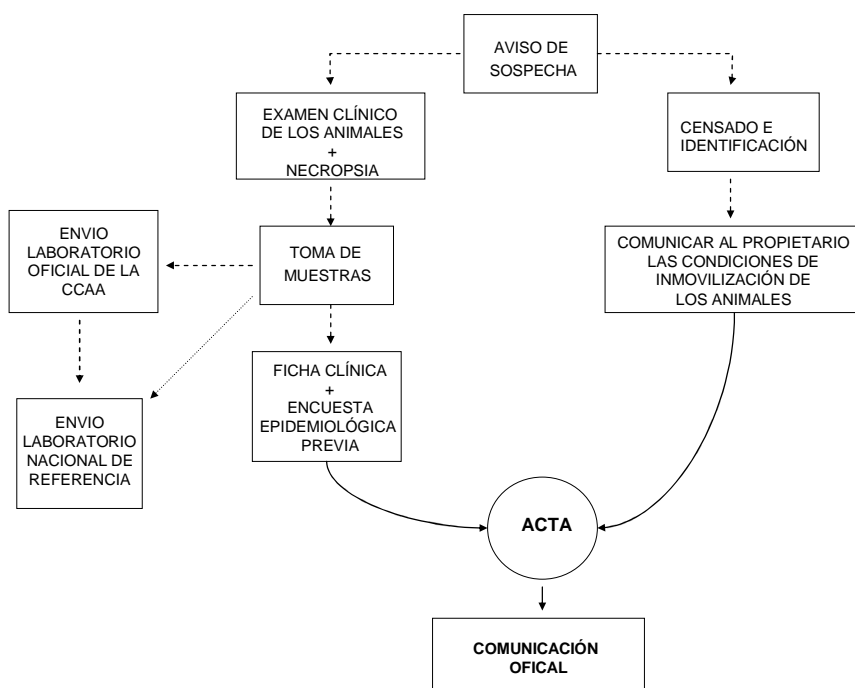 AVISO DE
SOSPECHA
EXAMEN CLÍNICO
DE LOS ANIMALES
+
NECROPSIA
CENSADO E
IDENTIFICACIÓN
ENVIO
LABORATORIO
OFICIAL DE LA
CCAA
TOMA DE
MUESTRAS
COMUNICAR AL PROPIETARIO
LAS CONDICIONES DE
INMOVILIZACIÓN DE
LOS ANIMALES
FICHA CLÍNICA
+
ENCUESTA
EPIDEMIOLÓGICA
PREVIA
ENVIO
LABORATORIO
NACIONAL DE
REFERENCIA
ACTA
COMUNICACIÓN
OFICAL